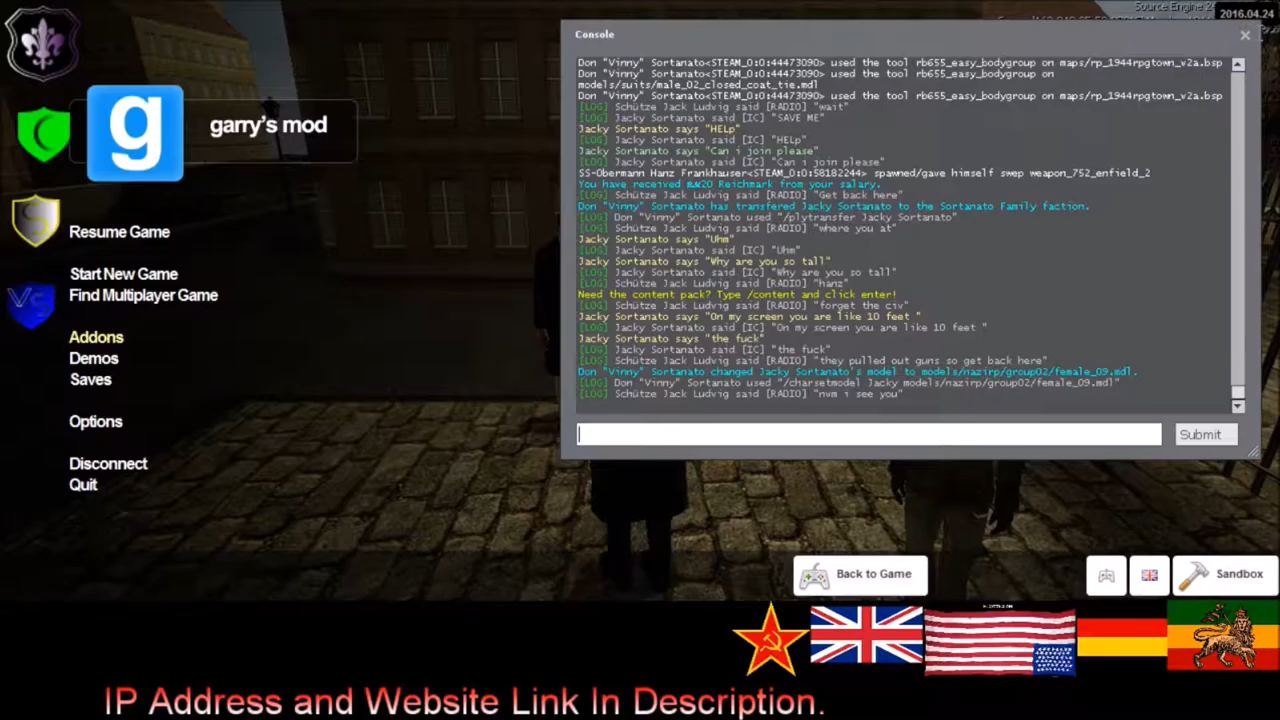 Source Engine 2
2016.04.24
Console
Don "Vinny" Sortanato<STEAM_0:0:44473090> used the tool rb655_easy_bodygroup on maps/rp_1944rpgtown_v2a.bsp
Don "Vinny" Sortanato<STEAM_0:0:44473090> used the tool rb655_easy_bodygroup on
models/suits/male_02_closed_coat_tie.mdl
Don "Vinny" Sortanato<STEAM_0:0:44473090> used the tool rb655_easy_bodygroup on maps/rp_1944rpgtown_v2a.bsp
[LOG] Schütze Jack Ludvig said [RADIO] "wait"
[LOG] Jacky Sortanato said [IC] "SAVE ME"
Jacky Sortanato says "HELp"
[LOG] Jacky Sortanato said [IC] "HELp"
Jacky Sortanato says "Can i join please"
[LOG] Jacky Sortanato said [IC] "Can i join please"
SS-Obermann Hanz Frankhauser<STEAM_0:0:58182244> spawned/gave himself swep weapon_752_enfield_2
You have received 20 Reichmark from your salary.
[LOG] Schütze Jack Ludvig said [RADIO] "Get back here"
Don "Vinny" Sortanato has transferred Jacky Sortanato to the Sortanato Family faction.
[LOG] Don "Vinny" Sortanato used "/plytransfer Jacky Sortanato"
[LOG] Schütze Jack Ludvig said [RADIO] "where you at"
Jacky Sortanato says "Uhm"
[LOG] Jacky Sortanato said [IC] "Uhm"
Jacky Sortanato says "Why are you so tall"
[LOG] Jacky Sortanato said [IC] "Why are you so tall"
[LOG] Schütze Jack Ludvig said [RADIO] "hanz"
Need the content pack? Type /content and click enter!
[LOG] Schütze Jack Ludvig said [RADIO] "forget the civ"
Jacky Sortanato says "On my screen you are like 10 feet "
[LOG] Jacky Sortanato said [IC] "On my screen you are like 10 feet "
Jacky Sortanato says "the fuck"
[LOG] Jacky Sortanato said [IC] "the fuck"
[LOG] Schütze Jack Ludvig said [RADIO] "they pulled out guns so get back here"
Don "Vinny" Sortanato changed Jacky Sortanato's model to models/nazirp/group02/female_09.mdl.
[LOG] Don "Vinny" Sortanato used "/charsetmodel Jacky models/nazirp/group02/female_09.mdl"
[LOG] Schütze Jack Ludvig said [RADIO] "nvm i see you"
Submit
g
garry's mod
S
VS
Resume Game
Start New Game
Find Multiplayer Game
Addons
Demos
Saves
Options
Disconnect
Quit
Back to Game
Sandbox
IP Address and Website Link In Description.